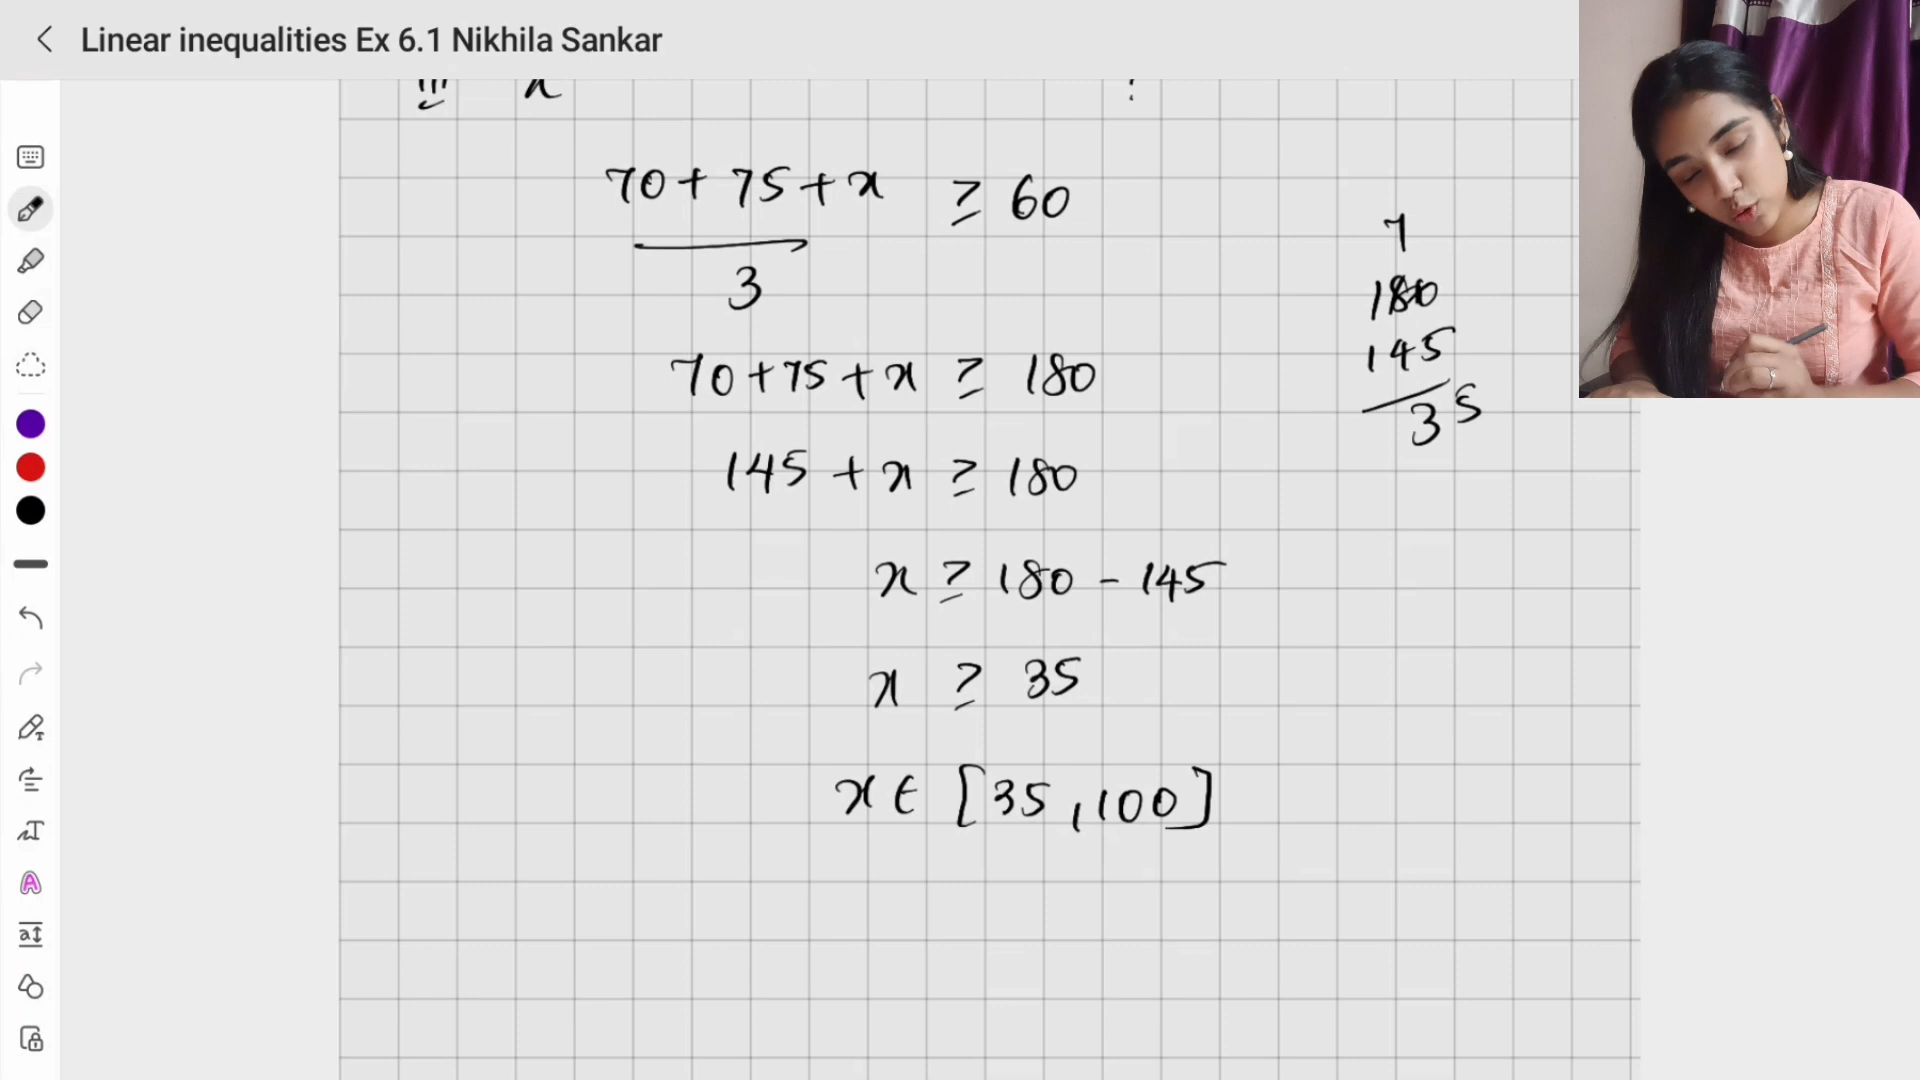 Linear inequalities Ex 6.1 Nikhila Sankar
x
70 + 75 + x ≥ 60
3
70 + 75 + x ≥ 180
145 + x ≥ 180
x ≥ 180 - 145
x ≥ 35
x ∈ [35, 100]
7
180
145
35